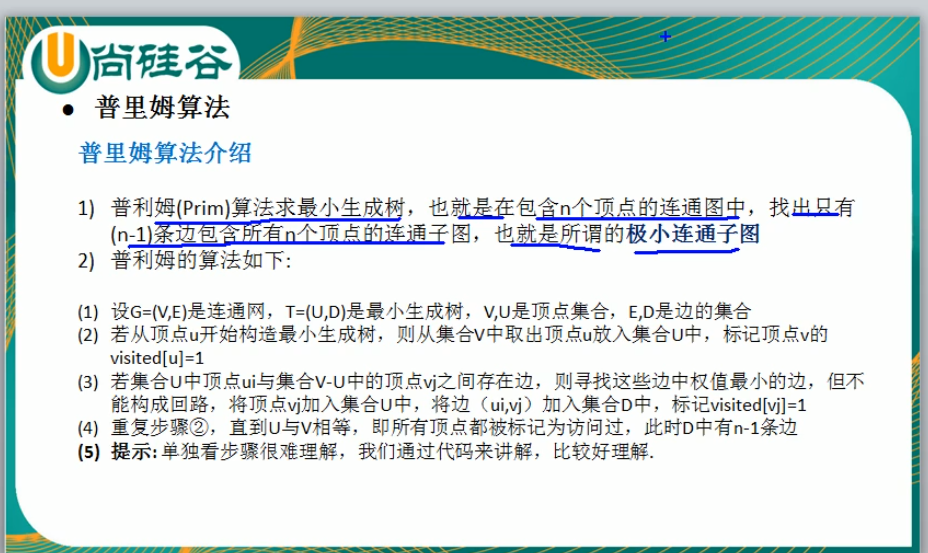 尚硅谷
● 普里姆算法
普里姆算法介绍
1) 普利姆(Prim)算法求最小生成树，也就是在包含n个顶点的连通图中，找出只有
(n-1)条边包含所有n个顶点的连通子图，也就是所谓的极小连通子图
2) 普利姆的算法如下:
(1) 设G=(V,E)是连通网，T=(U,D)是最小生成树，V,U是顶点集合，E,D是边的集合
(2) 若从顶点u开始构造最小生成树，则从集合V中取出顶点u放入集合U中，标记顶点v的
visited[u]=1
(3) 若集合U中顶点ui与集合V-U中的顶点vj之间存在边，则寻找这些边中权值最小的边，但不
能构成回路，将顶点vj加入集合U中，将边（ui,vj）加入集合D中，标记visited[vj]=1
(4) 重复步骤②，直到U与V相等，即所有顶点都被标记为访问过，此时D中有n-1条边
(5) 提示: 单独看步骤很难理解，我们通过代码来讲解，比较好理解.